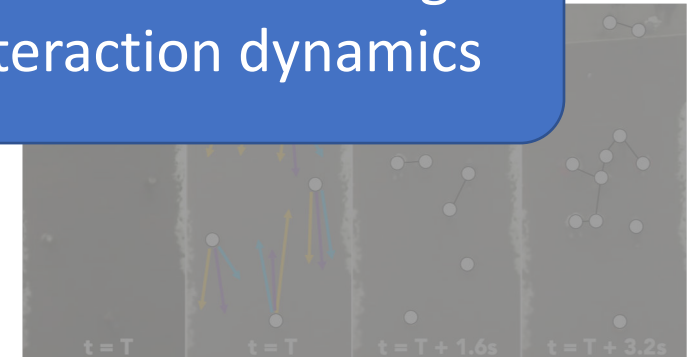 teraction dynamics
t = T
t = T
t = T + 1.6s
t = T + 3.2s